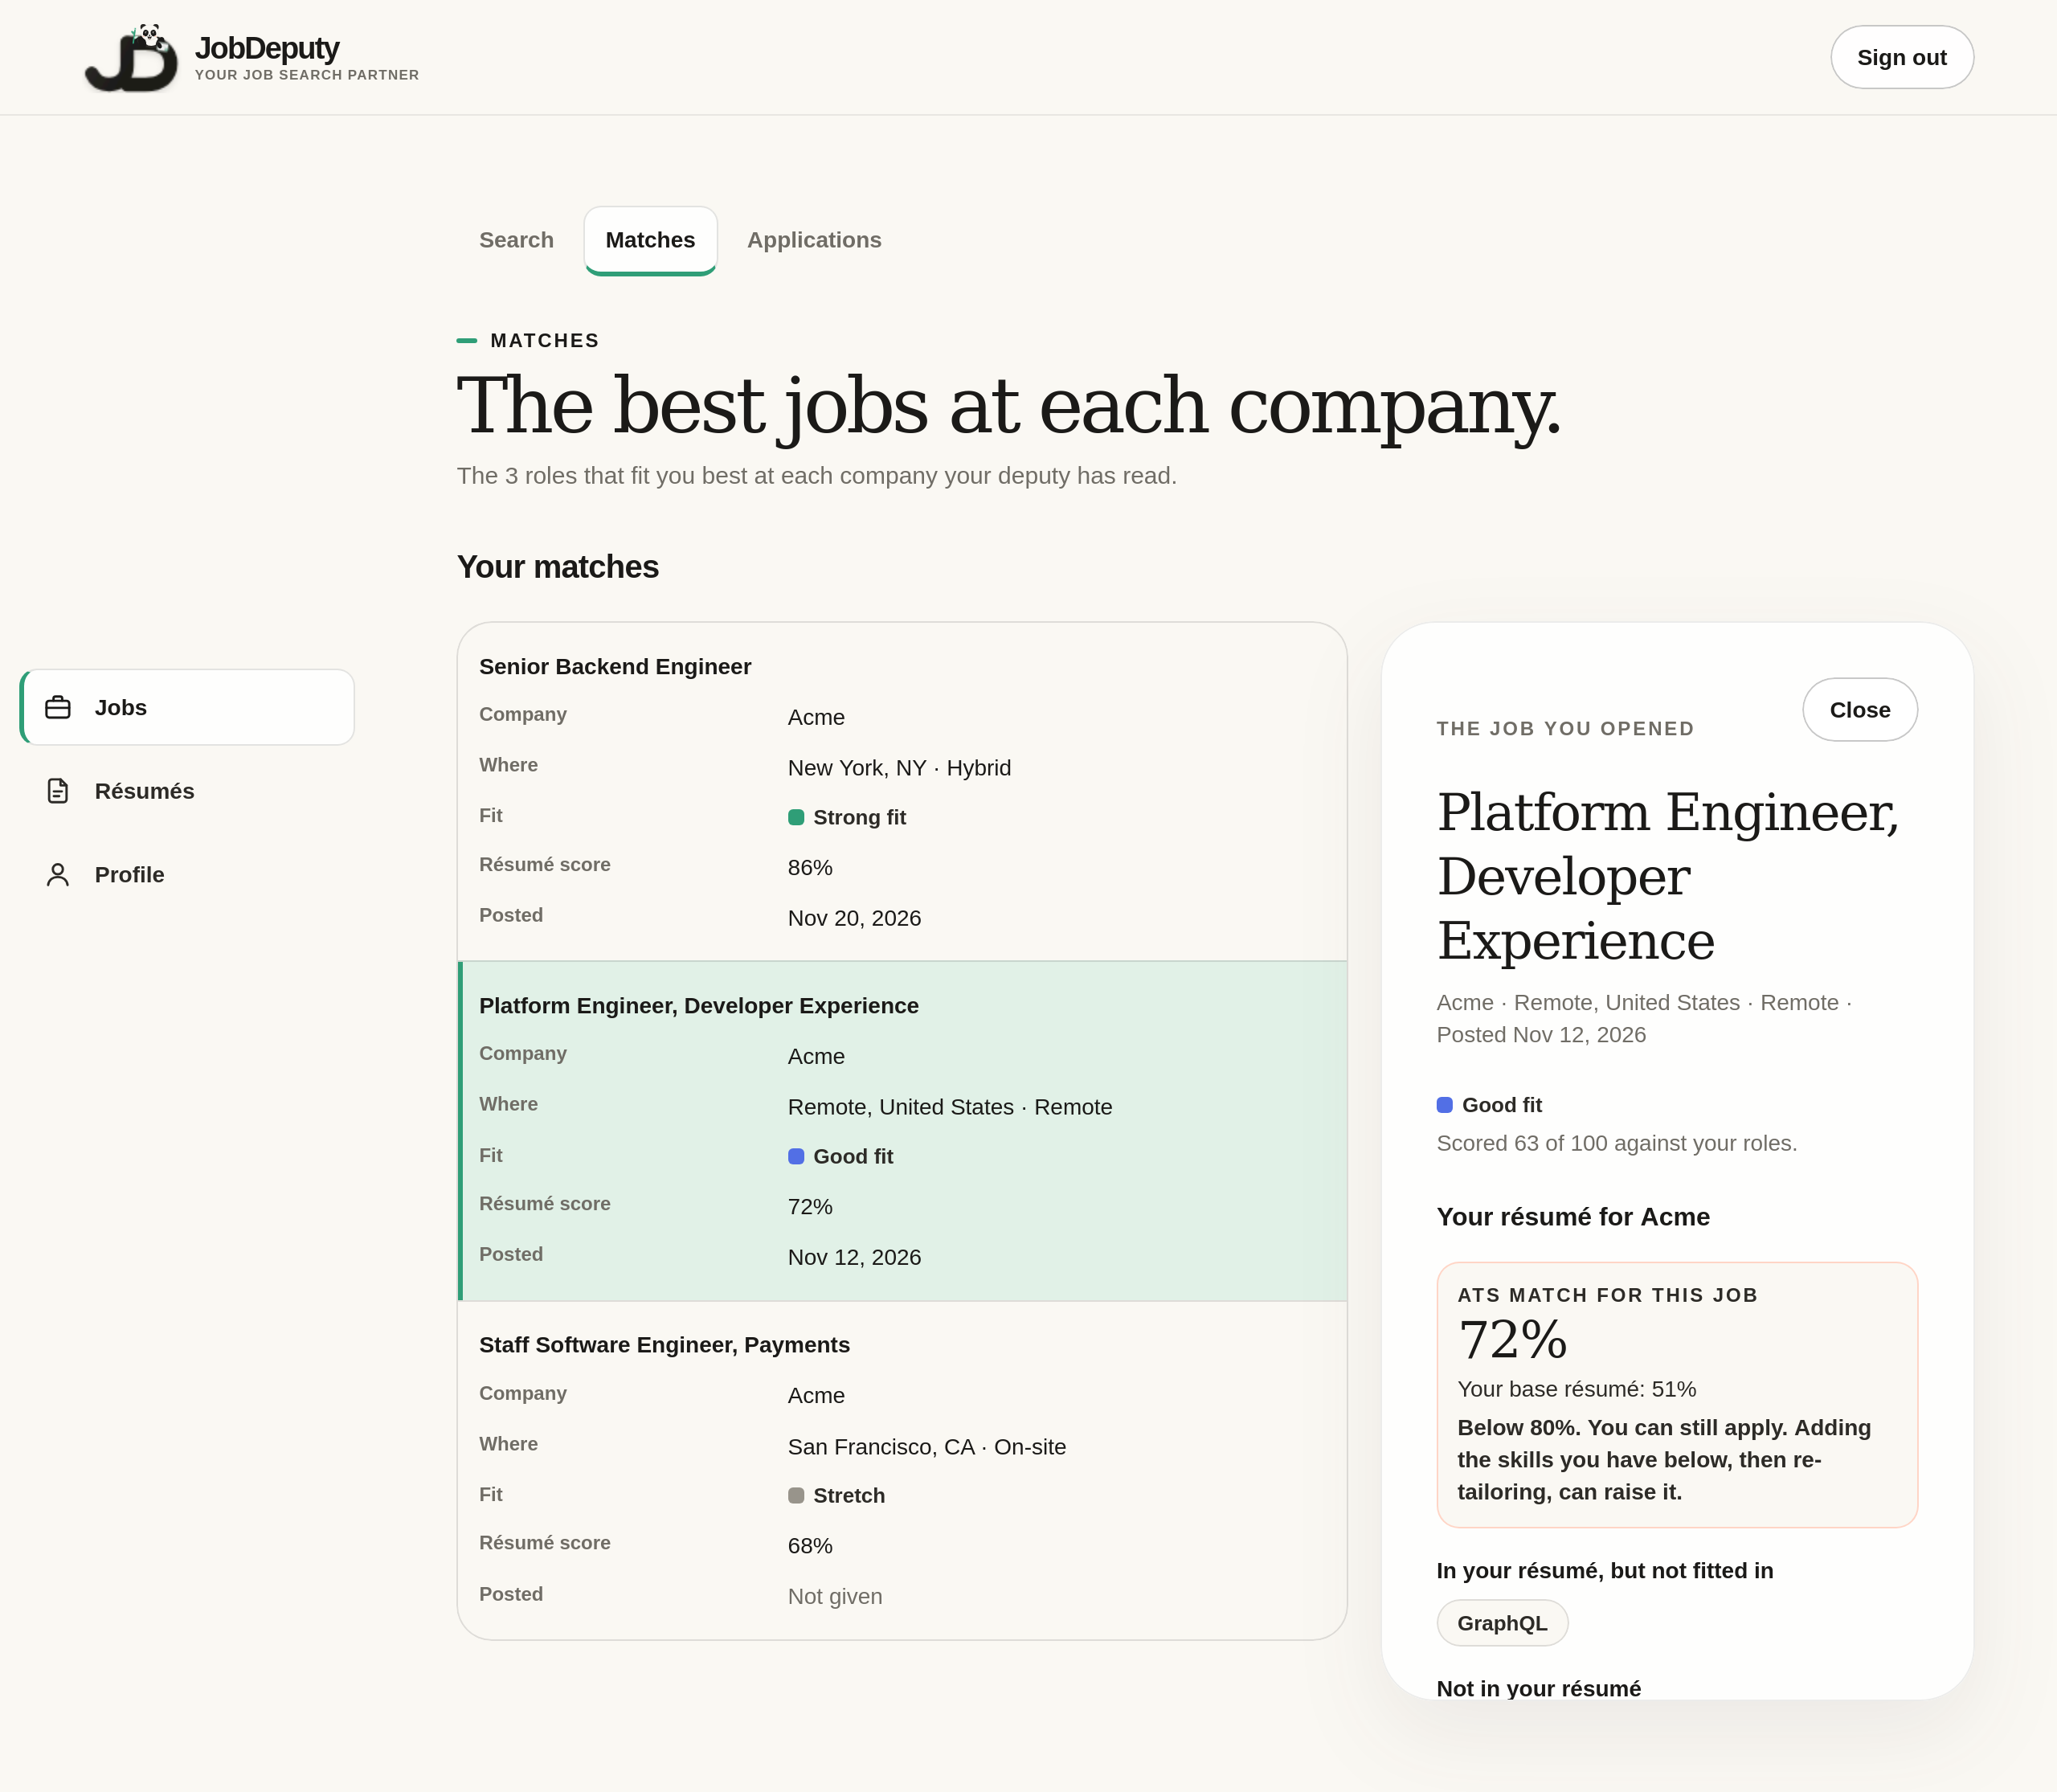 JobDeputy
YOUR JOB SEARCH PARTNER
Sign out
Search
Matches
Applications
MATCHES
The best jobs at each company.
The 3 roles that fit you best at each company your deputy has read.
Your matches
Jobs
Résumés
Profile
Senior Backend Engineer
Company
Acme
Where
New York, NY · Hybrid
Fit
Strong fit
Résumé score
86%
Posted
Nov 20, 2026
Platform Engineer, Developer Experience
Company
Acme
Where
Remote, United States · Remote
Fit
Good fit
Résumé score
72%
Posted
Nov 12, 2026
Staff Software Engineer, Payments
Company
Acme
Where
San Francisco, CA · On-site
Fit
Stretch
Résumé score
68%
Posted
Not given
THE JOB YOU OPENED
Close
Platform Engineer,
Developer
Experience
Acme · Remote, United States · Remote ·
Posted Nov 12, 2026
Good fit
Scored 63 of 100 against your roles.
Your résumé for Acme
ATS MATCH FOR THIS JOB
72%
Your base résumé: 51%
Below 80%. You can still apply. Adding
the skills you have below, then re-
tailoring, can raise it.
In your résumé, but not fitted in
GraphQL
Not in your résumé